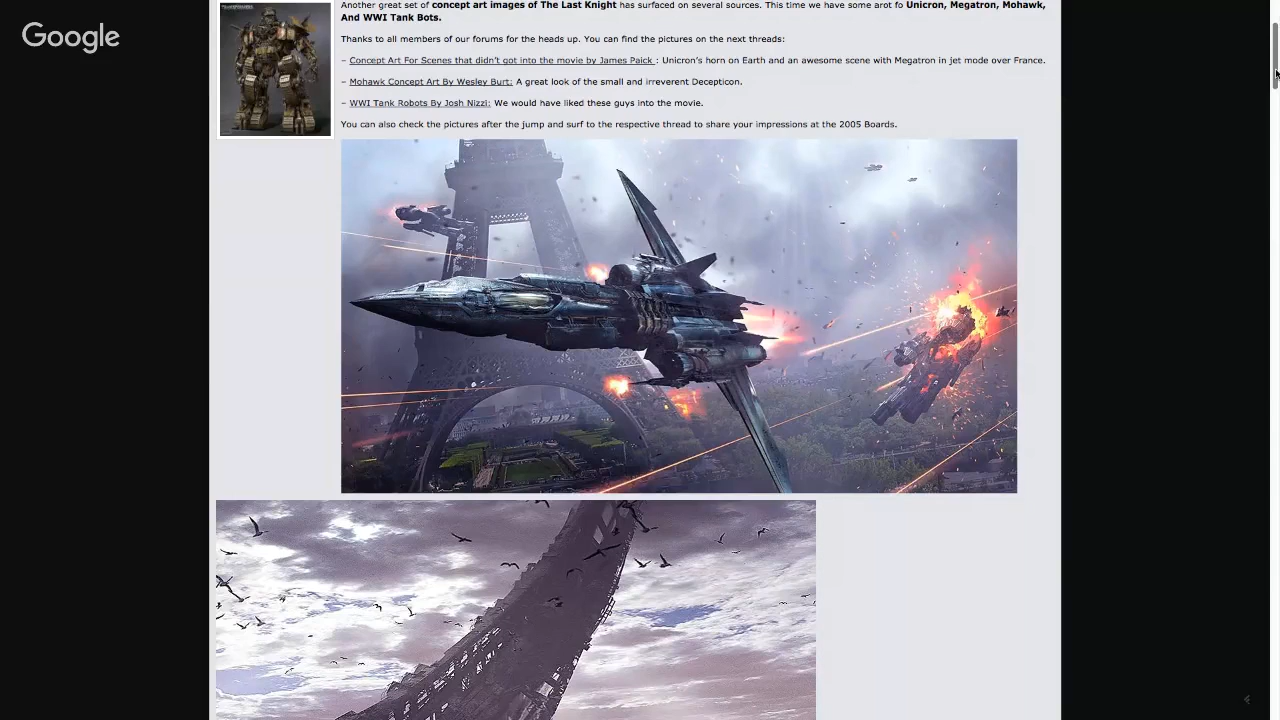 Google
Another great set of concept art images of The Last Knight has surfaced on several sources. This time we have some arot fo Unicron, Megatron, Mohawk,
And WWI Tank Bots.
Thanks to all members of our forums for the heads up. You can find the pictures on the next threads:
– Concept Art For Scenes that didn't got into the movie by James Paick : Unicron's horn on Earth and an awesome scene with Megatron in jet mode over France.
– Mohawk Concept Art By Wesley Burt: A great look of the small and irreverent Decepticon.
– WWI Tank Robots By Josh Nizzi: We would have liked these guys into the movie.
You can also check the pictures after the jump and surf to the respective thread to share your impressions at the 2005 Boards.